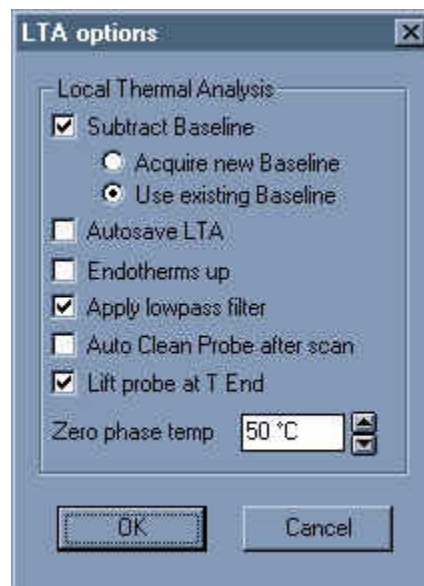 LTA options
Local Thermal Analysis
Subtract Baseline
Acquire new Baseline
Use existing Baseline
Autosave LTA
Endotherms up
Apply lowpass filter
Auto Clean Probe after scan
Lift probe at T End
Zero phase temp 50 °C
OK Cancel